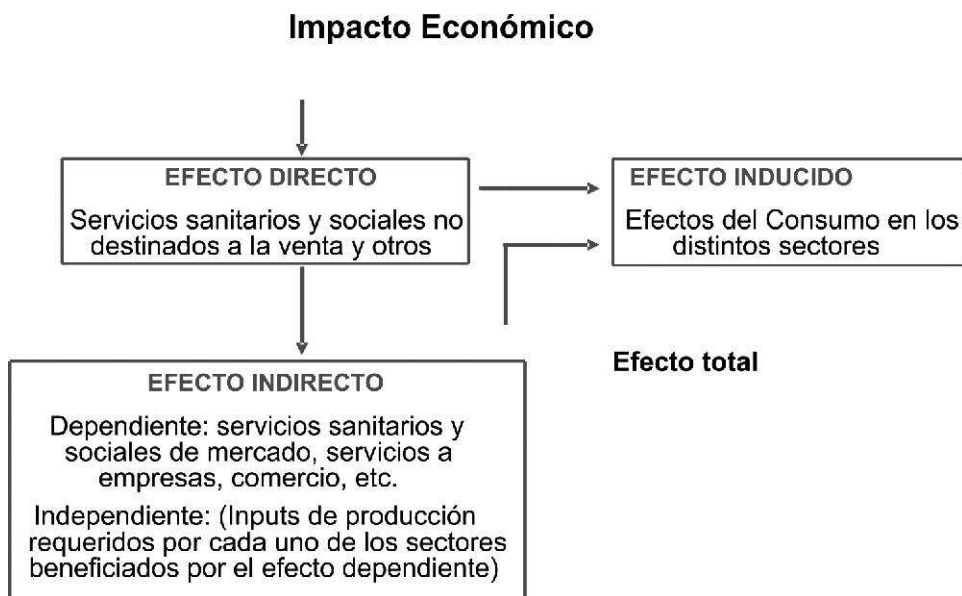 Impacto Económico
EFECTO DIRECTO
Servicios sanitarios y sociales no
destinados a la venta y otros
EFECTO INDUCIDO
Efectos del Consumo en los
distintos sectores
Efecto total
EFECTO INDIRECTO
Dependiente: servicios sanitarios y
sociales de mercado, servicios a
empresas, comercio, etc.
Independiente: (Inputs de producción
requeridos por cada uno de los sectores
beneficiados por el efecto dependiente)